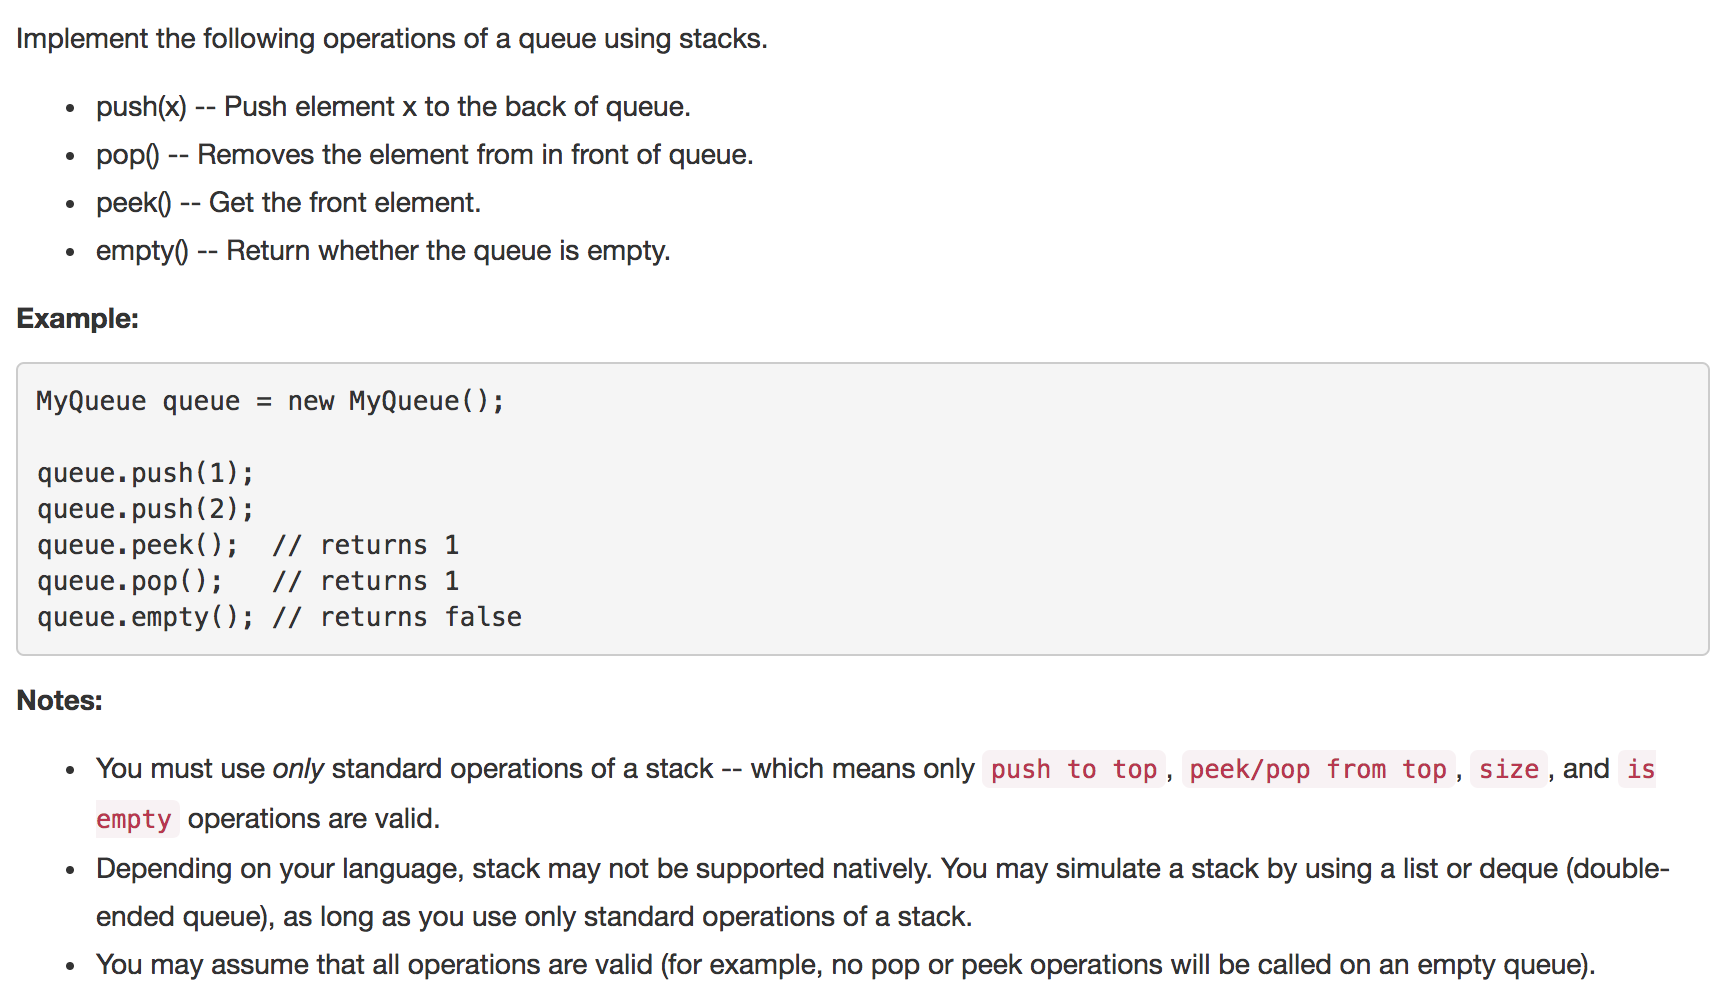 Implement the following operations of a queue using stacks.
• push(x) -- Push element x to the back of queue.
• pop() -- Removes the element from in front of queue.
• peek() -- Get the front element.
• empty() -- Return whether the queue is empty.
Example:
MyQueue queue = new MyQueue();
queue.push(1);
queue.push(2);
queue.peek();  // returns 1
queue.pop();   // returns 1
queue.empty(); // returns false
Notes:
• You must use only standard operations of a stack -- which means only push to top, peek/pop from top, size, and is
empty operations are valid.
• Depending on your language, stack may not be supported natively. You may simulate a stack by using a list or deque (double-
ended queue), as long as you use only standard operations of a stack.
• You may assume that all operations are valid (for example, no pop or peek operations will be called on an empty queue).